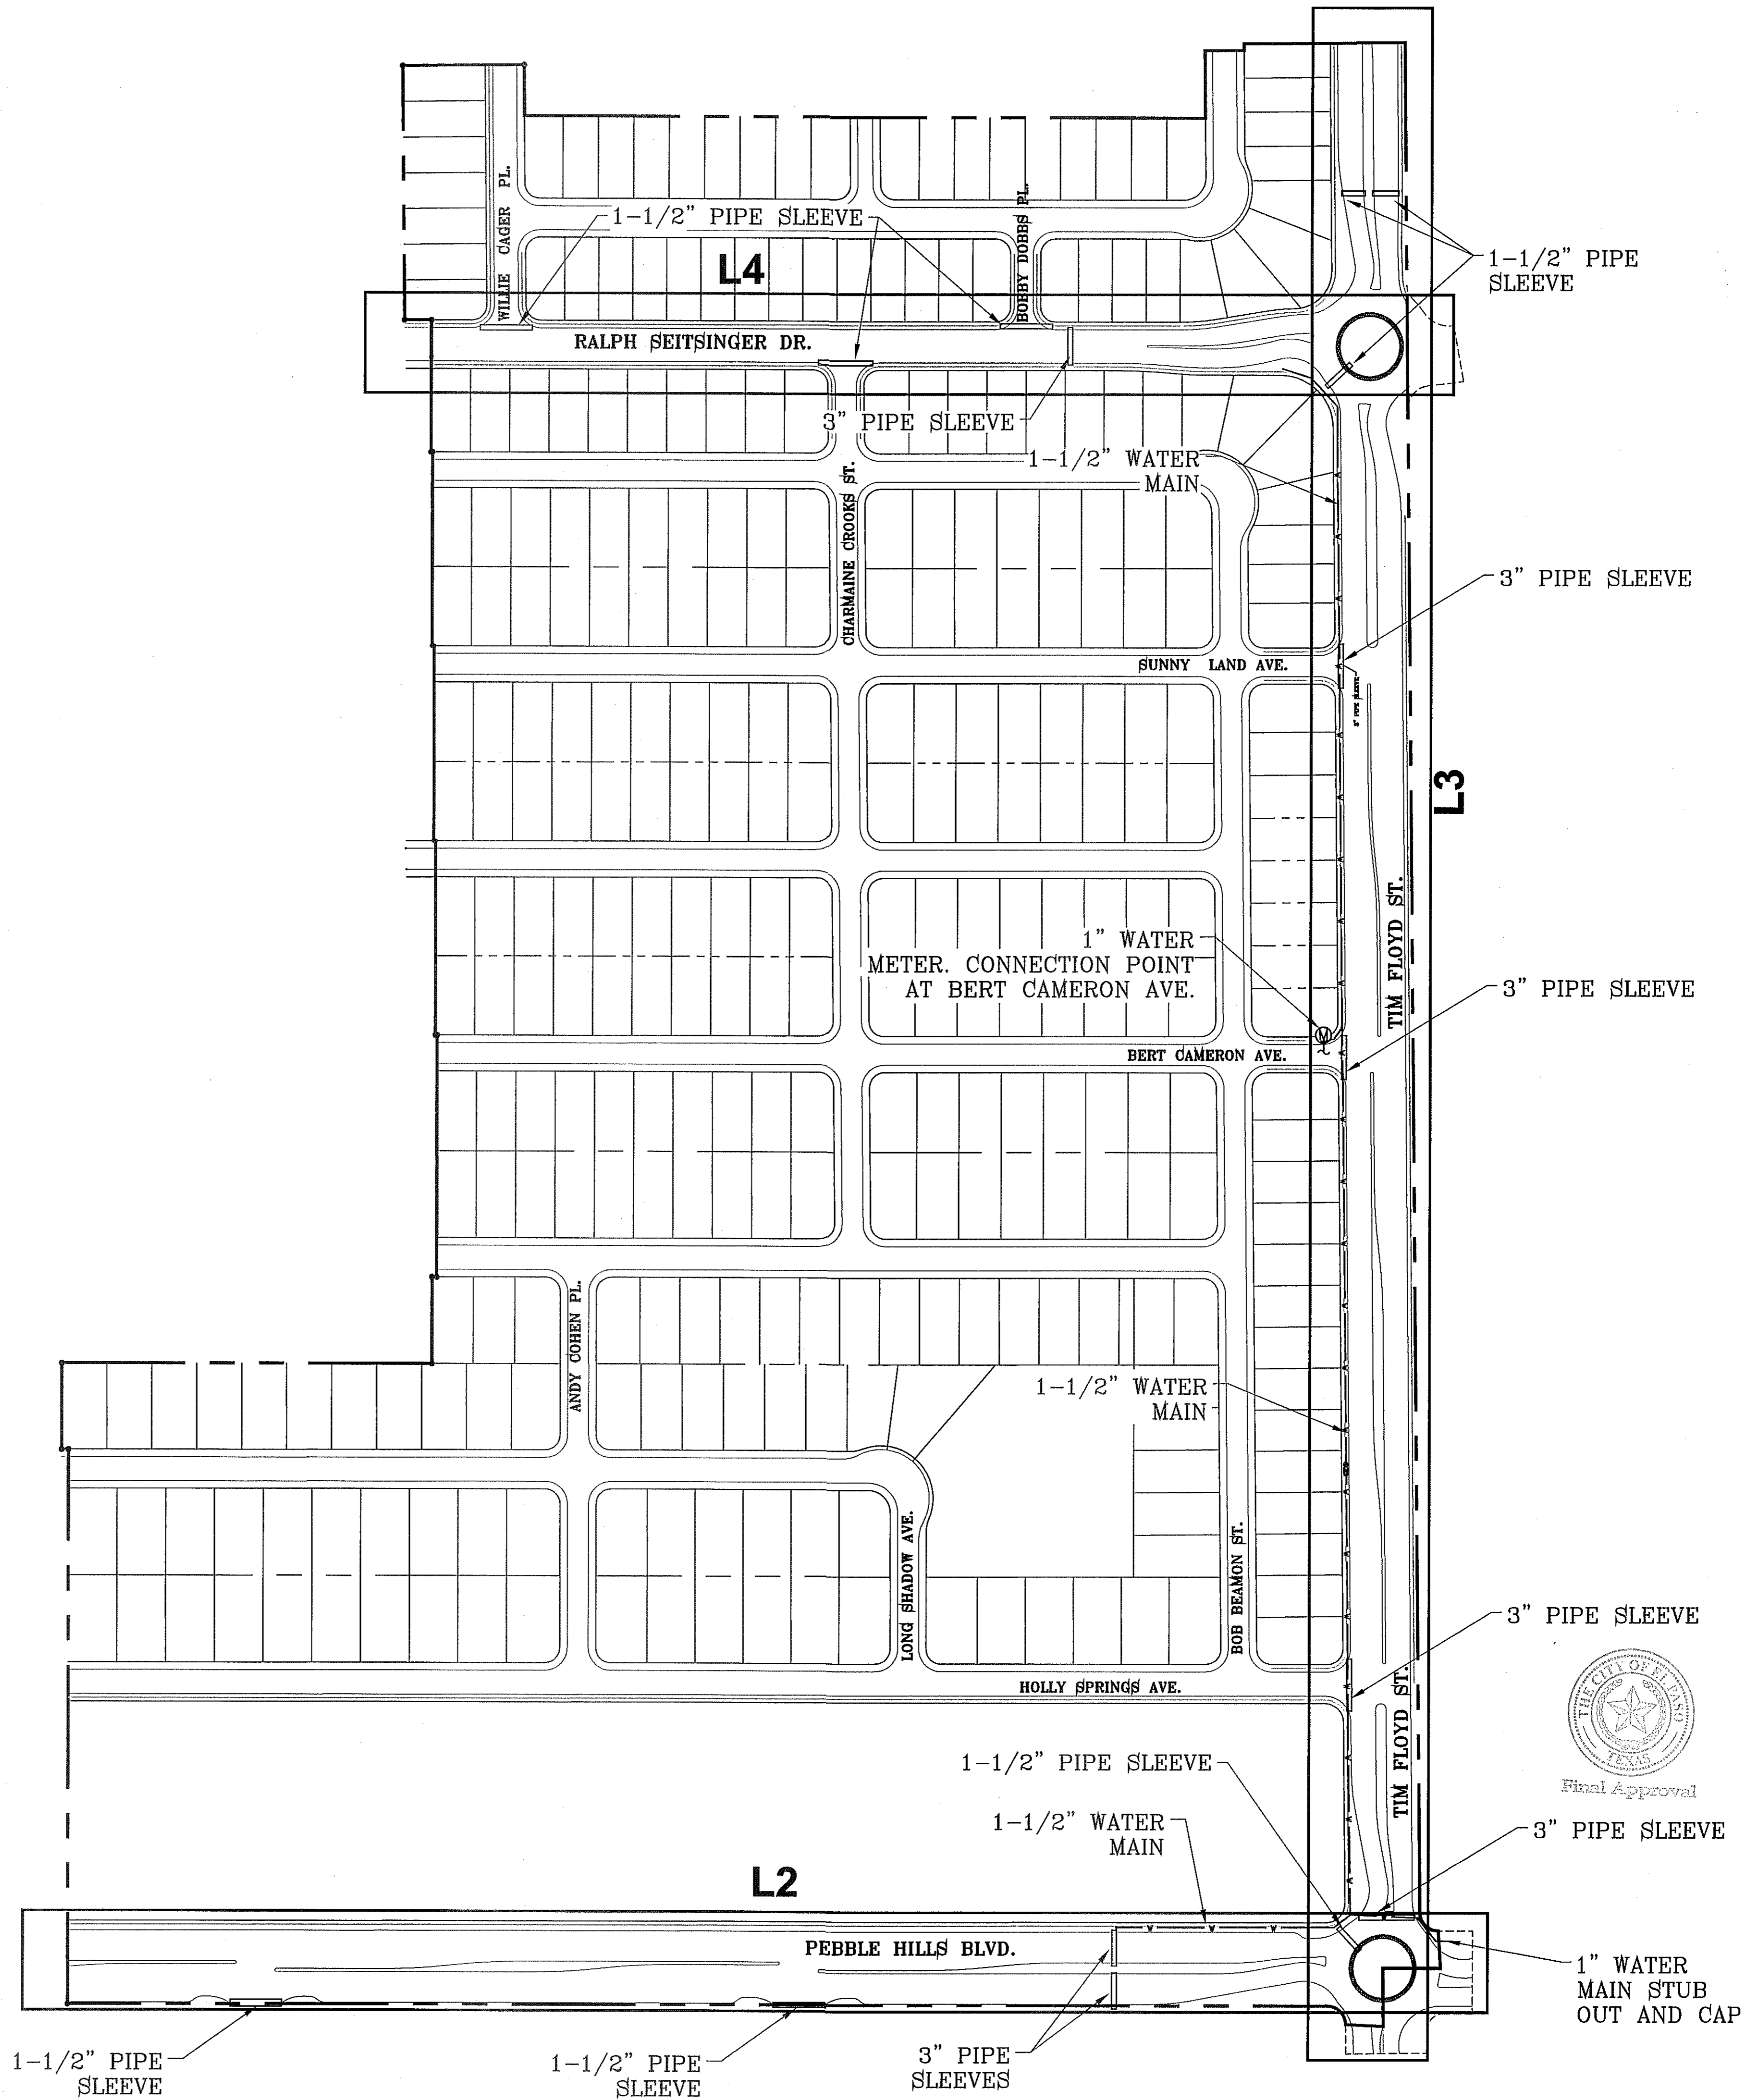 WILLIE CAGER PL.
1-1/2" PIPE SLEEVE
BOBBY DOBBS PL.
1-1/2" PIPE
SLEEVE
L4
RALPH SEITSINGER DR.
3" PIPE SLEEVE
1-1/2" WATER
MAIN
CHARMAINE CROOKS ST.
3" PIPE SLEEVE
SUNNY LAND AVE.
3" PIPE SLEEVE
L3
TIM FLOYD ST.
1" WATER
METER. CONNECTION POINT
AT BERT CAMERON AVE.
M
3" PIPE SLEEVE
BERT CAMERON AVE.
ANDY COHEN PL.
1-1/2" WATER
MAIN
LONG SHADOW AVE.
BOB BEAMON ST.
3" PIPE SLEEVE
HOLLY SPRINGS AVE.
TIM FLOYD ST.
THE CITY OF EL PASO
TEXAS
Final Approval
1-1/2" PIPE SLEEVE
1-1/2" WATER
MAIN
3" PIPE SLEEVE
L2
PEBBLE HILLS BLVD.
1" WATER
MAIN STUB
OUT AND CAP
1-1/2" PIPE
SLEEVE
1-1/2" PIPE
SLEEVE
3" PIPE
SLEEVES